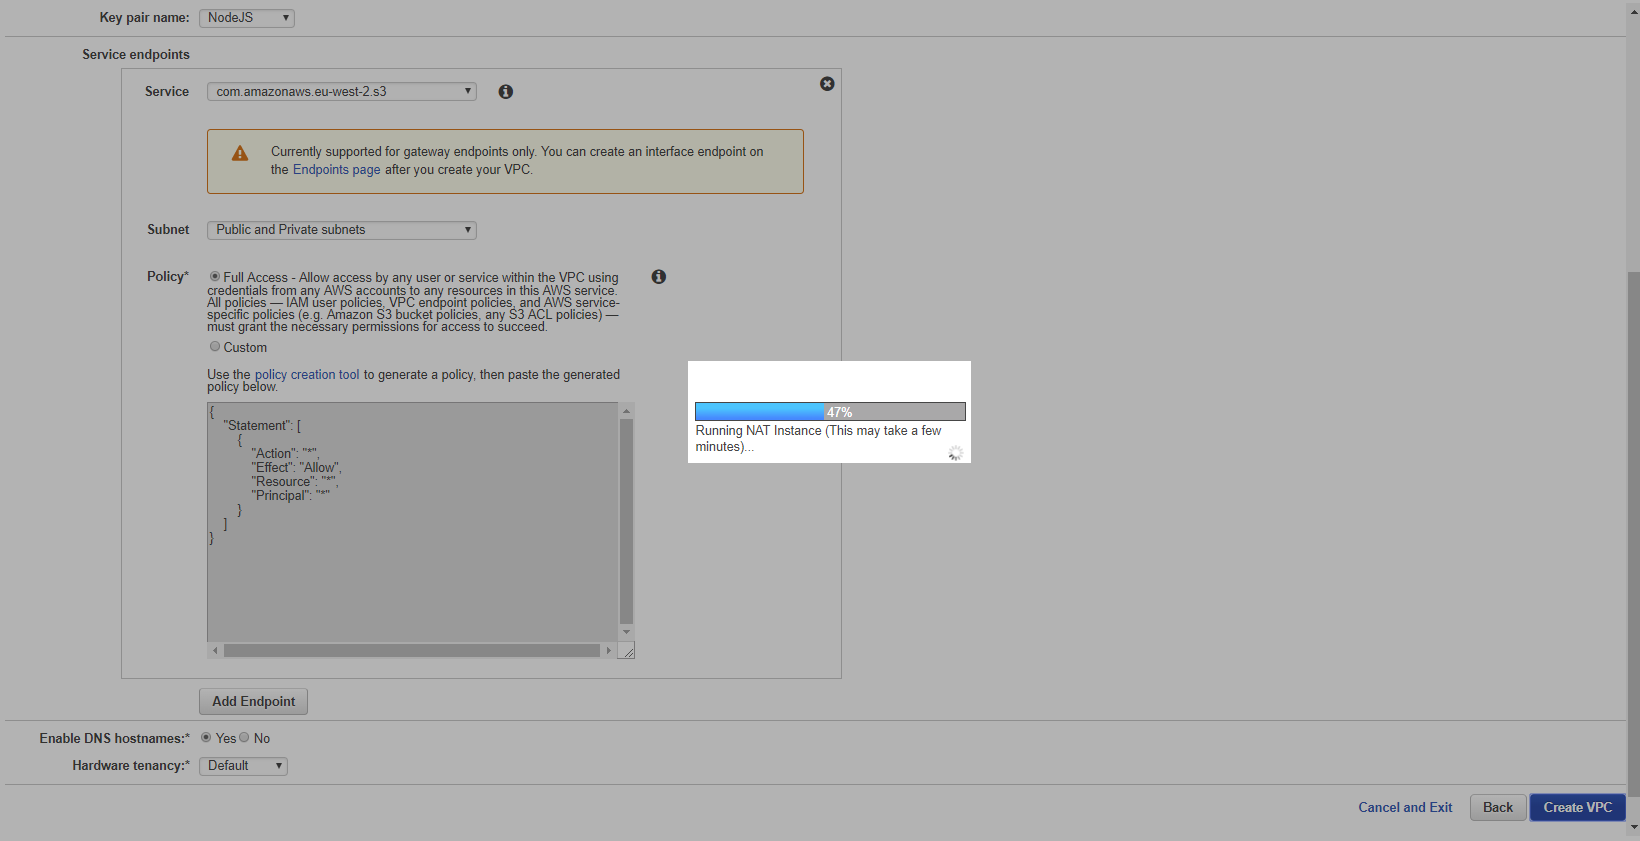 Key pair name: NodeJS
Service endpoints
Service com.amazonaws.eu-west-2.s3
Currently supported for gateway endpoints only. You can create an interface endpoint on
the Endpoints page after you create your VPC.
Subnet Public and Private subnets
Policy* Full Access - Allow access by any user or service within the VPC using
credentials from any AWS accounts to any resources in this AWS service.
All policies — IAM user policies, VPC endpoint policies, and AWS service-
specific policies (e.g. Amazon S3 bucket policies, any S3 ACL policies) —
must grant the necessary permissions for access to succeed.
Custom
Use the policy creation tool to generate a policy, then paste the generated
policy below.
{
"Statement": [
{
"Action": "*",
"Effect": "Allow",
"Resource": "*",
"Principal": "*"
}
]
}
47%
Running NAT Instance (This may take a few
minutes)...
Add Endpoint
Enable DNS hostnames:* Yes No
Hardware tenancy:* Default
Cancel and Exit Back Create VPC